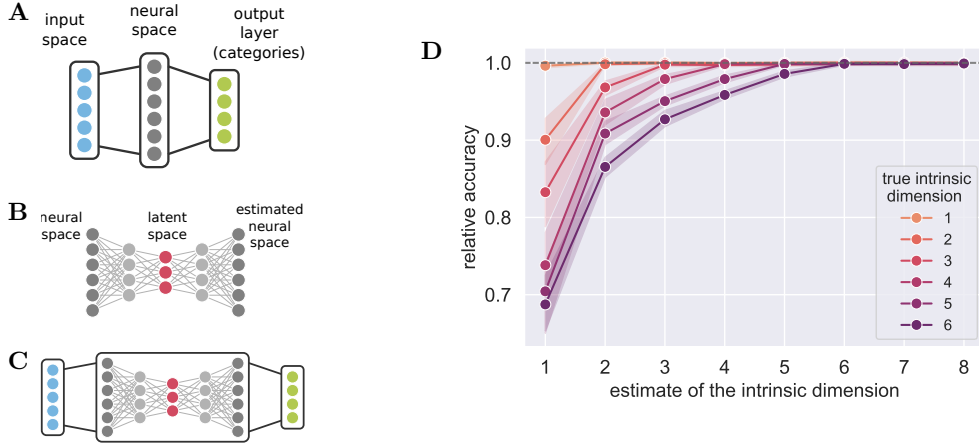 A
input
space
neural
space
output
layer
(categories)
B
neural
space
latent
space
estimated
neural
space
C
D
relative accuracy
1.0
0.9
0.8
0.7
true intrinsic
dimension
1
2
3
4
5
6
1 2 3 4 5 6 7 8
estimate of the intrinsic dimension